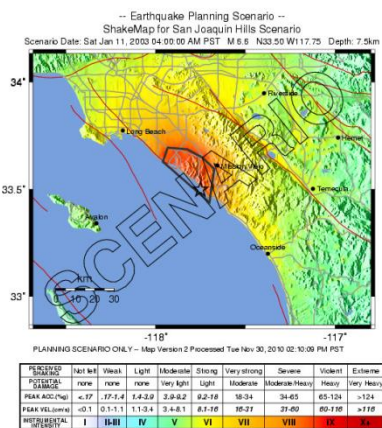 -- Earthquake Planning Scenario --
ShakeMap for San Joaquin Hills Scenario
Scenario Date: Sat Jan 11, 2003 04:00:00 AM PST M 6.6 N33.50 W117.75 Depth: 7.5km
34°
Riverside
Long Beach
Hemet
Mission Viejo
33.5°
Temecula
Avalon
Oceanside
SCENARIO
km
0 10 20 30
33°
-118° -117°
PLANNING SCENARIO ONLY -- Map Version 2 Processed Tue Nov 30, 2010 02:10:09 PM PST
PERCEIVED SHAKING Not felt Weak Light Moderate Strong Very strong Severe Violent Extreme
POTENTIAL DAMAGE none none none Very light Light Moderate Moderate/Heavy Heavy Very Heavy
PEAK ACC.(%g) <.17 .17-1.4 1.4-3.9 3.9-9.2 9.2-18 18-34 34-65 65-124 >124
PEAK VEL.(cm/s) <0.1 0.1-1.1 1.1-3.4 3.4-8.1 8.1-16 16-31 31-60 60-116 >116
INSTRUMENTAL INTENSITY I II-III IV V VI VII VIII IX X+